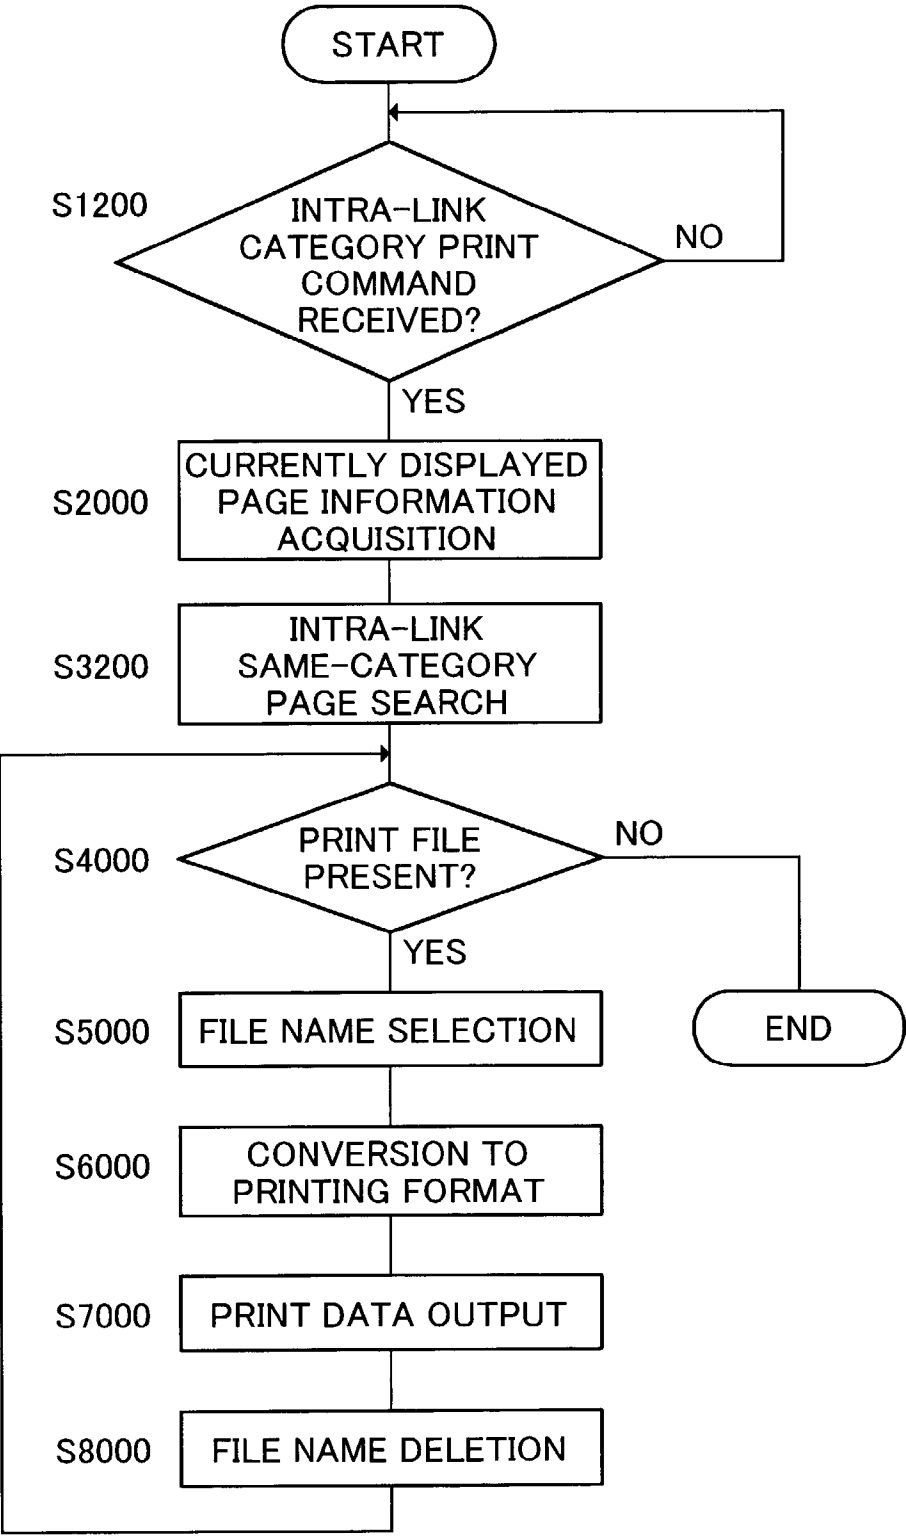 START
S1200
INTRA-LINK
CATEGORY PRINT
COMMAND
RECEIVED?
NO
YES
S2000
CURRENTLY DISPLAYED
PAGE INFORMATION
ACQUISITION
S3200
INTRA-LINK
SAME-CATEGORY
PAGE SEARCH
S4000
PRINT FILE
PRESENT?
NO
YES
S5000
FILE NAME SELECTION
END
S6000
CONVERSION TO
PRINTING FORMAT
S7000
PRINT DATA OUTPUT
S8000
FILE NAME DELETION